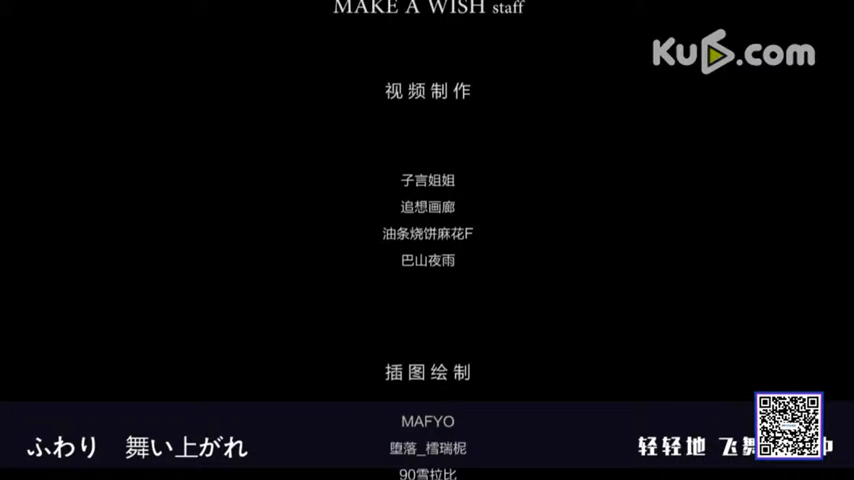 MAKE A WISH staff
Ku6.com
视频制作
子言姐姐
追想画廊
油条烧饼麻花F
巴山夜雨
插图绘制
MAFYO
ふわり 舞い上がれ
轻轻地 飞舞
堕落_樰瑞柅
90雪拉比